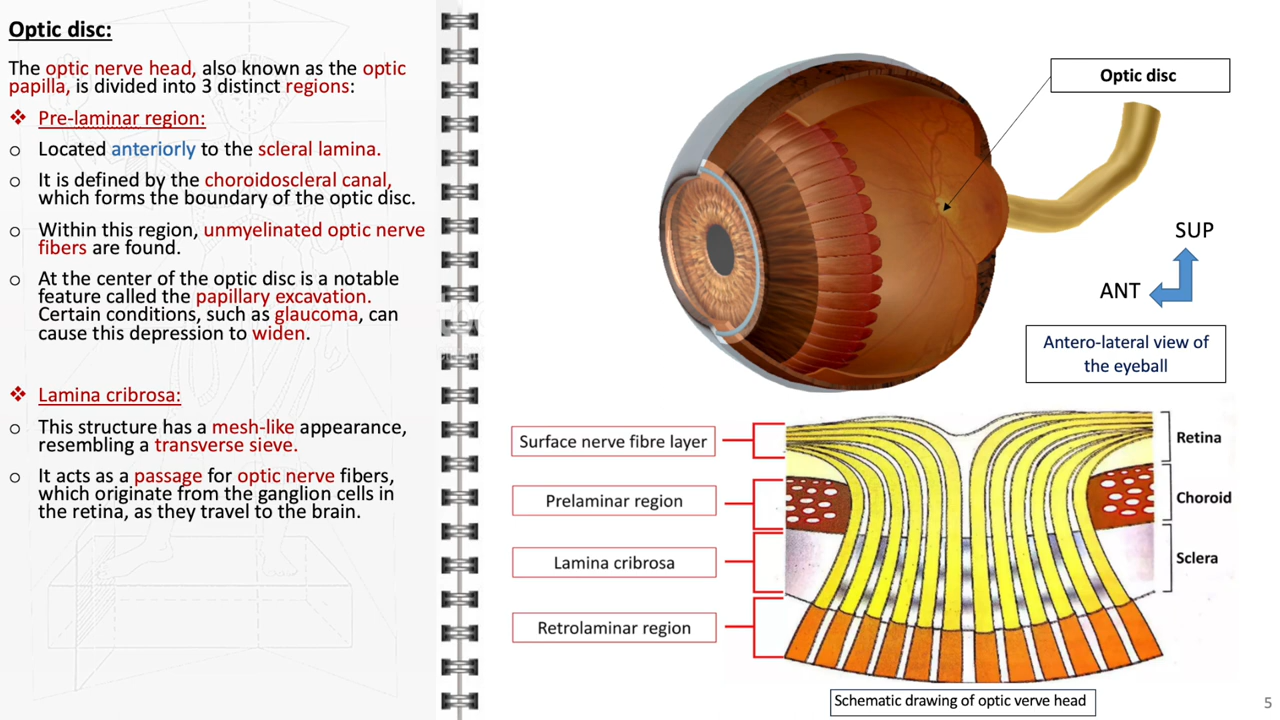 Optic disc:
The optic nerve head, also known as the optic
papilla, is divided into 3 distinct regions:
❖ Pre-laminar region:
o Located anteriorly to the scleral lamina.
o It is defined by the choroidoscleral canal,
which forms the boundary of the optic disc.
o Within this region, unmyelinated optic nerve
fibers are found.
o At the center of the optic disc is a notable
feature called the papillary excavation.
Certain conditions, such as glaucoma, can
cause this depression to widen.
❖ Lamina cribrosa:
o This structure has a mesh-like appearance,
resembling a transverse sieve.
o It acts as a passage for optic nerve fibers,
which originate from the ganglion cells in
the retina, as they travel to the brain.
Optic disc
SUP
ANT
Antero-lateral view of
the eyeball
Surface nerve fibre layer
Prelaminar region
Lamina cribrosa
Retrolaminar region
Retina
Choroid
Sclera
Schematic drawing of optic verve head
5